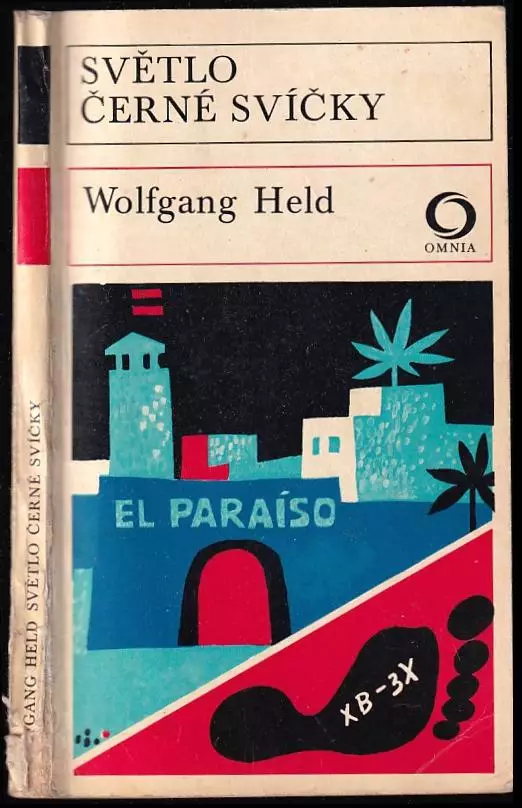 SVĚTLO
ČERNÉ SVÍČKY
Wolfgang Held
OMNIA
EL PARAÍSO
XB-3X
GANG HELD SVĚTLO ČERNÉ SVÍČKY